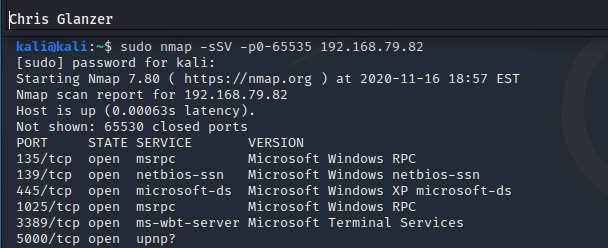 Chris Glanzer
kali@kali:~$ sudo nmap -sSV -p0-65535 192.168.79.82
[sudo] password for kali:
Starting Nmap 7.80 ( https://nmap.org ) at 2020-11-16 18:57 EST
Nmap scan report for 192.168.79.82
Host is up (0.00063s latency).
Not shown: 65530 closed ports
PORT     STATE SERVICE       VERSION
135/tcp  open  msrpc         Microsoft Windows RPC
139/tcp  open  netbios-ssn   Microsoft Windows netbios-ssn
445/tcp  open  microsoft-ds  Microsoft Windows XP microsoft-ds
1025/tcp open  msrpc         Microsoft Windows RPC
3389/tcp open  ms-wbt-server Microsoft Terminal Services
5000/tcp open  upnp?